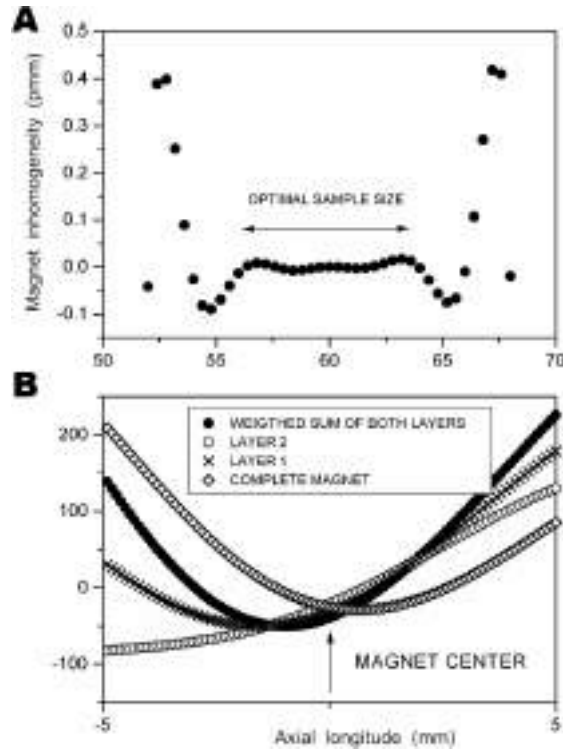 A
Magnet inhomogeneity (pmm)
0.5
0.4
0.3
0.2
0.1
0.0
-0.1
OPTIMAL SAMPLE SIZE
50 55 60 65 70
B
WEIGTHED SUM OF BOTH LAYERS
LAYER 2
LAYER 1
COMPLETE MAGNET
200
100
0
-100
MAGNET CENTER
-5 5
Axial longitude (mm)